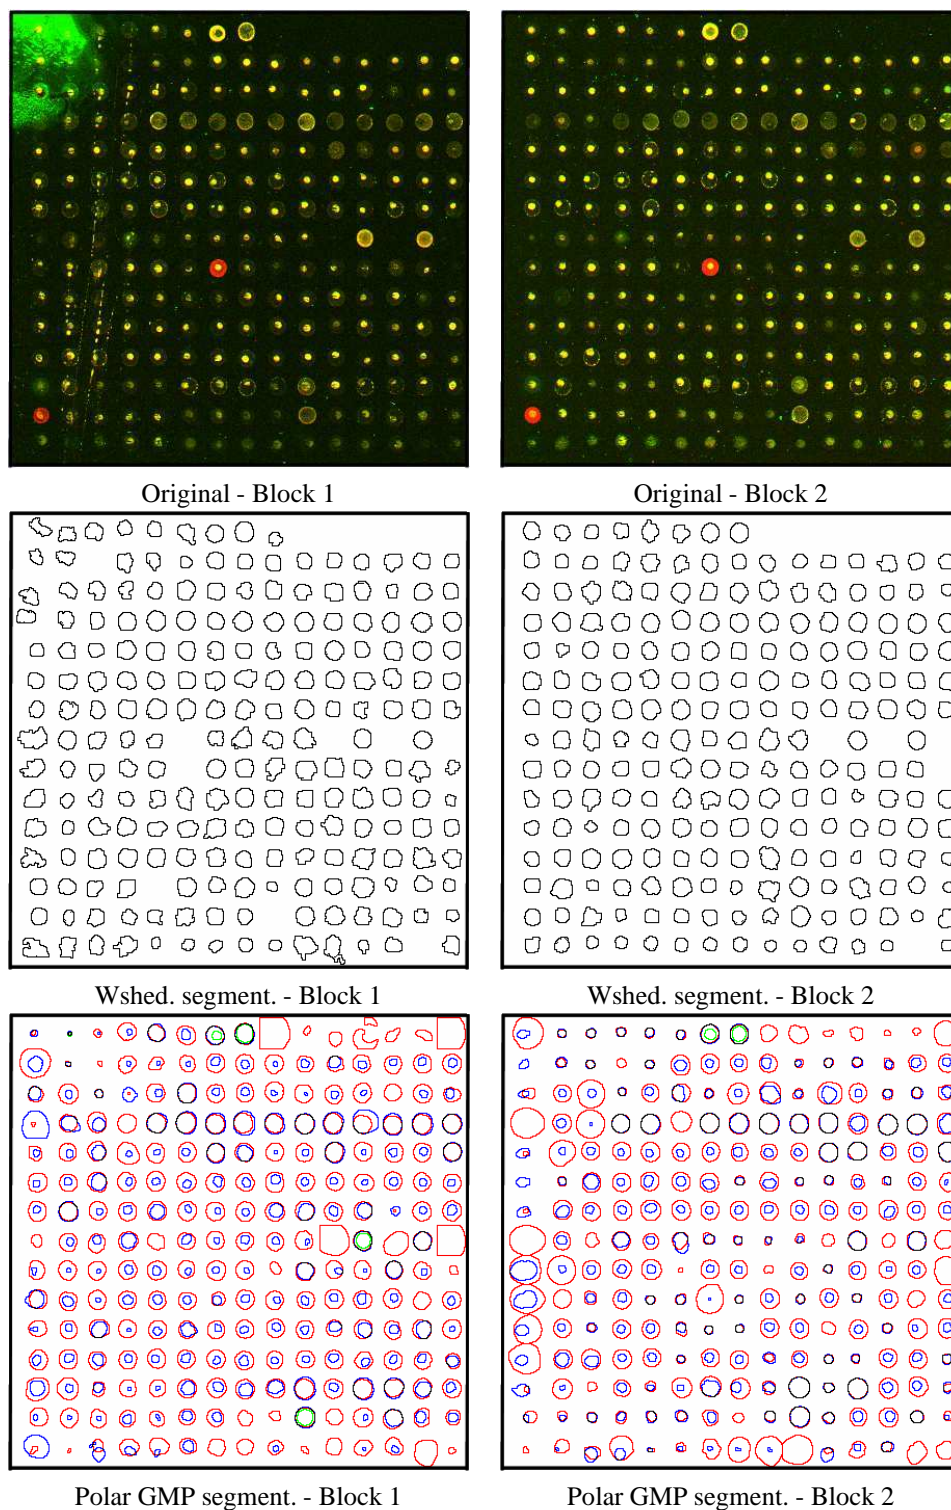 Original - Block 1
Original - Block 2
Wshed. segment. - Block 1
Wshed. segment. - Block 2
Polar GMP segment. - Block 1
Polar GMP segment. - Block 2